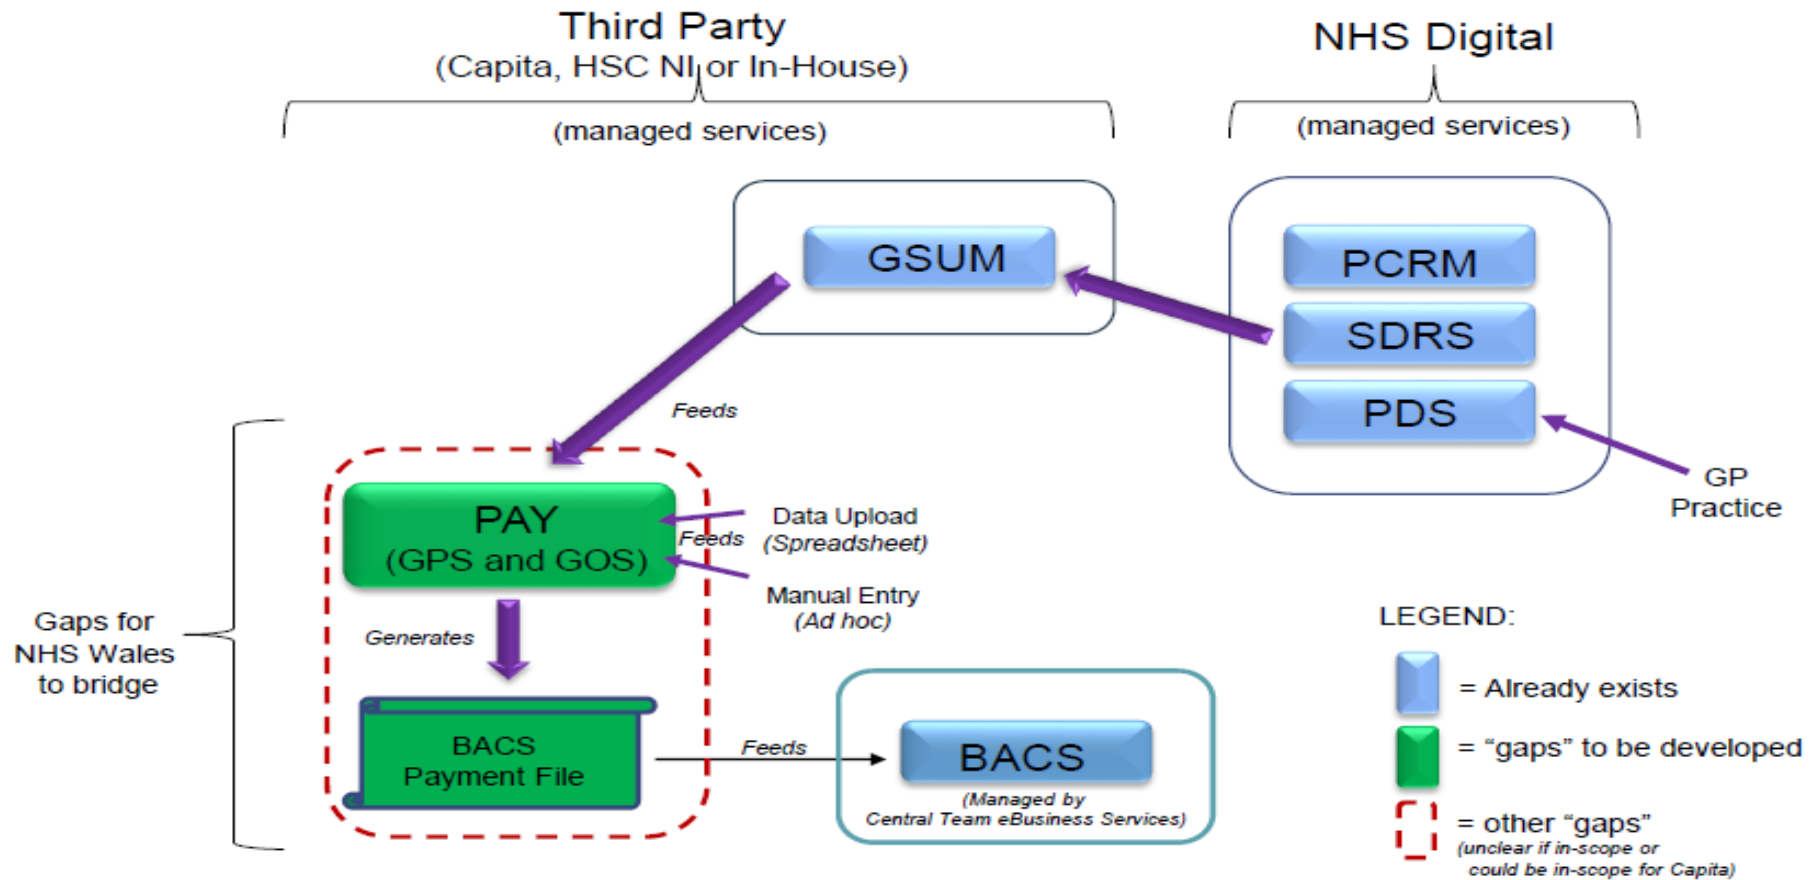 Third Party
(Capita, HSC NI or In-House)
(managed services)
NHS Digital
(managed services)
GSUM
PCRM
SDRS
PDS
GP
Practice
Feeds
PAY
(GPS and GOS)
Feeds
Data Upload
(Spreadsheet)
Manual Entry
(Ad hoc)
Gaps for
NHS Wales
to bridge
Generates
BACS
Payment File
Feeds
BACS
(Managed by
Central Team eBusiness Services)
LEGEND:
= Already exists
= “gaps” to be developed
= other “gaps”
(unclear if in-scope or
could be in-scope for Capita)